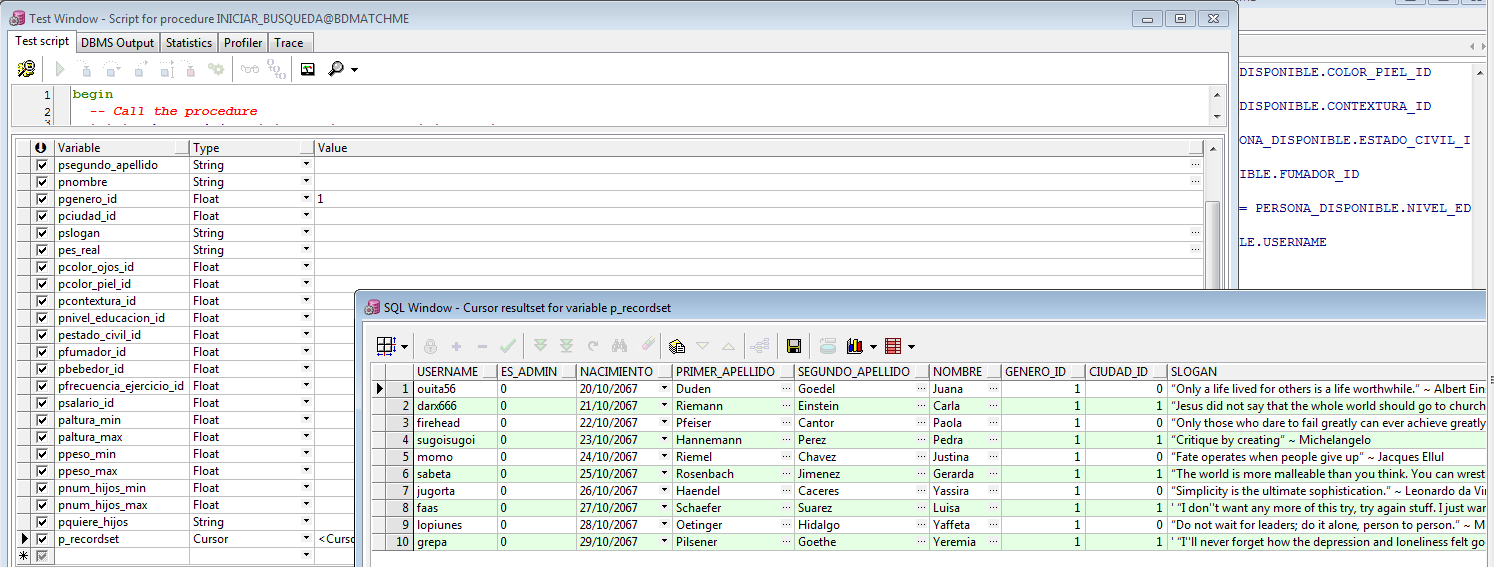 Test Window - Script for procedure INICIAR_BUSQUEDA@BDMATCHME
Test script DBMS Output Statistics Profiler Trace
1 begin
2 -- Call the procedure
3
DISPONIBLE.COLOR_PIEL_ID
DISPONIBLE.CONTEXTURA_ID
ONA_DISPONIBLE.ESTADO_CIVIL_I
IBLE.FUMADOR_ID
= PERSONA_DISPONIBLE.NIVEL_ED
LE.USERNAME
Variable Type Value
psegundo_apellido String
pnombre String
pgenero_id Float 1
pciudad_id Float
pslogan String
pes_real String
pcolor_ojos_id Float
pcolor_piel_id Float
pcontextura_id Float
pnivel_educacion_id Float
pestado_civil_id Float
pfumador_id Float
pbebedor_id Float
pfrecuencia_ejercicio_id Float
psalario_id Float
paltura_min Float
paltura_max Float
ppeso_min Float
ppeso_max Float
pnum_hijos_min Float
pnum_hijos_max Float
pquiere_hijos String
p_recordset Cursor <Curso
SQL Window - Cursor resultset for variable p_recordset
USERNAME ES_ADMIN NACIMIENTO PRIMER_APELLIDO SEGUNDO_APELLIDO NOMBRE GENERO_ID CIUDAD_ID SLOGAN
1 ouita56 0 20/10/2067 Duden Goedel Juana 1 0 “Only a life lived for others is a life worthwhile.” ~ Albert Eins
2 darx666 0 21/10/2067 Riemann Einstein Carla 1 1 “Jesus did not say that the whole world should go to church
3 firehead 0 22/10/2067 Pfeiser Cantor Paola 1 0 “Only those who dare to fail greatly can ever achieve greatly
4 sugoisugoi 0 23/10/2067 Hannemann Perez Pedra 1 1 “Critique by creating” ~ Michelangelo
5 momo 0 24/10/2067 Riemel Chavez Justina 1 0 “Fate operates when people give up” ~ Jacques Ellul
6 sabeta 0 25/10/2067 Rosenbach Jimenez Gerarda 1 1 “The world is more malleable than you think. You can wrest
7 jugorta 0 26/10/2067 Haendel Caceres Yassira 1 0 “Simplicity is the ultimate sophistication.” ~ Leonardo da Vin
8 faas 0 27/10/2067 Schaefer Suarez Luisa 1 1 ' “I don''t want any more of this try, try again stuff. I just war
9 lopiunes 0 28/10/2067 Oetinger Hidalgo Yaffeta 1 0 “Do not wait for leaders; do it alone, person to person.” ~ M
10 grepa 0 29/10/2067 Pilsener Goethe Yeremia 1 1 ' “I''ll never forget how the depression and loneliness felt go